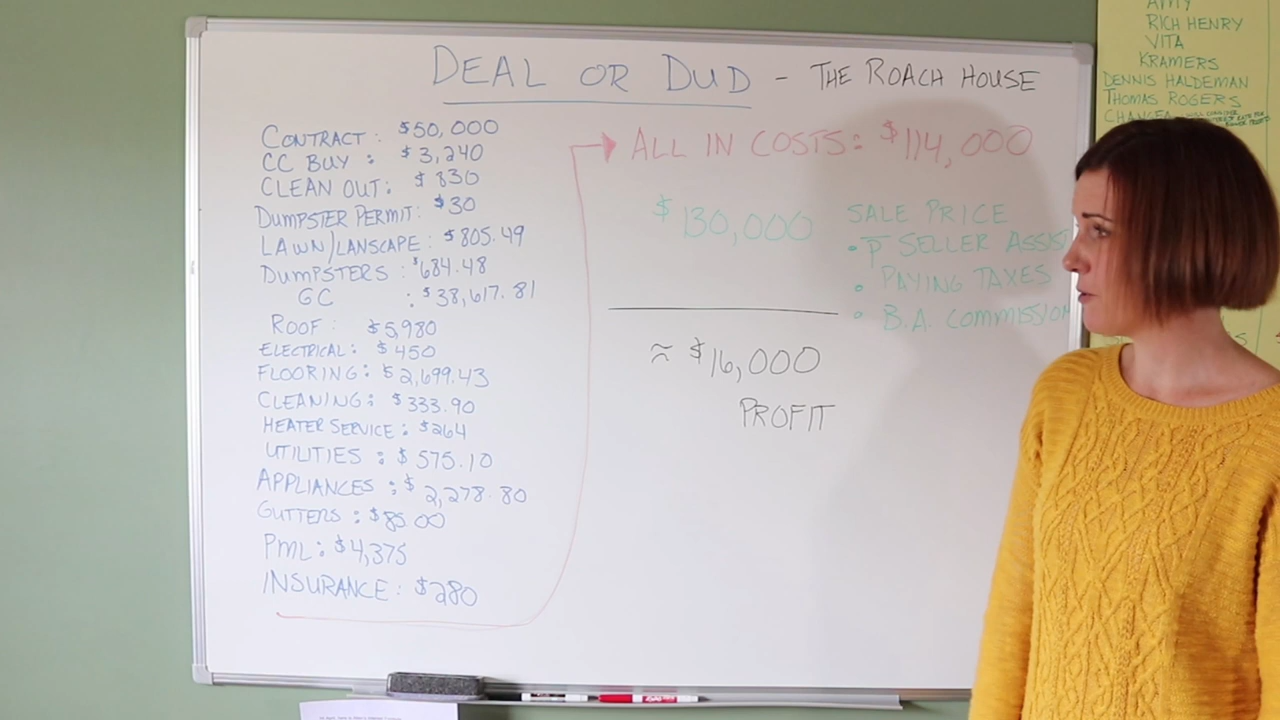 DEAL OR DUD - THE ROACH HOUSE
CONTRACT: $50,000
CC BUY: $3,240
CLEAN OUT: $830
DUMPSTER PERMIT: $30
LAWN/LANSCAPE: $805.49
DUMPSTERS: $684.48
GC: $38,617.81
ROOF: $5,980
ELECTRICAL: $450
FLOORING: $2,699.43
CLEANING: $333.90
HEATER SERVICE: $264
UTILITIES: $575.10
APPLIANCES: $2,278.80
GUTTERS: $85.00
PML: $4,375
INSURANCE: $280
ALL IN COSTS: $114,000
$130,000
SALE PRICE
SELLER ASSIS
PAYING TAXES
B.A. COMMISSION
≈ $16,000
PROFIT
AMY
RICH HENRY
VITA
KRAMERS
DENNIS HALDEMAN
THOMAS ROGERS